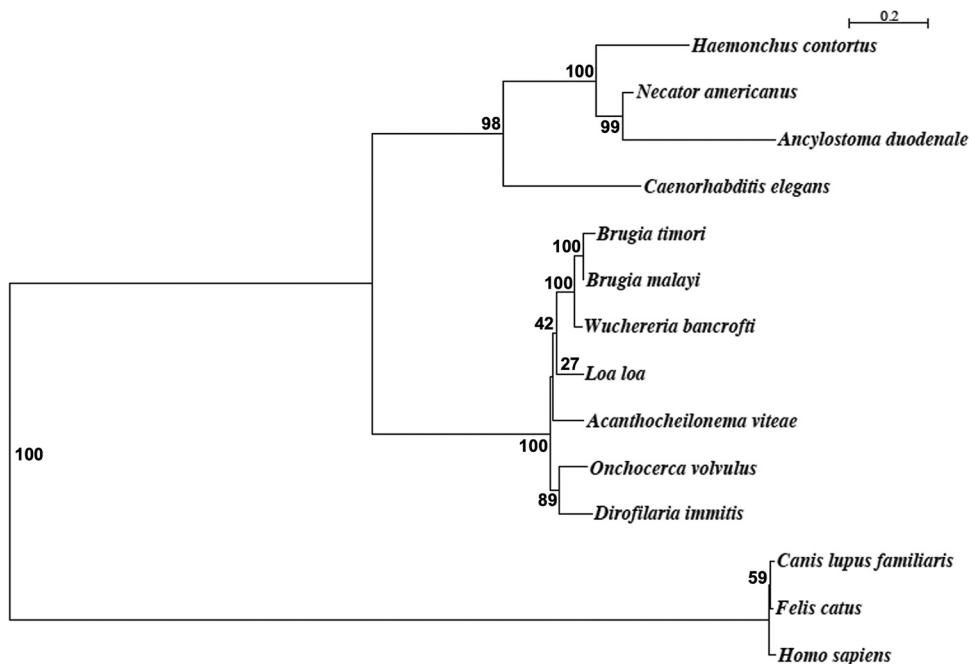 0.2
Haemonchus contortus
100
Necator americanus
98
99
Ancylostoma duodenale
Caenorhabditis elegans
Brugia timori
100
Brugia malayi
100
Wuchereria bancrofti
42
27
Loa loa
Acanthocheilonema viteae
100
100
Onchocerca volvulus
89
Dirofilaria immitis
Canis lupus familiaris
59
Felis catus
Homo sapiens